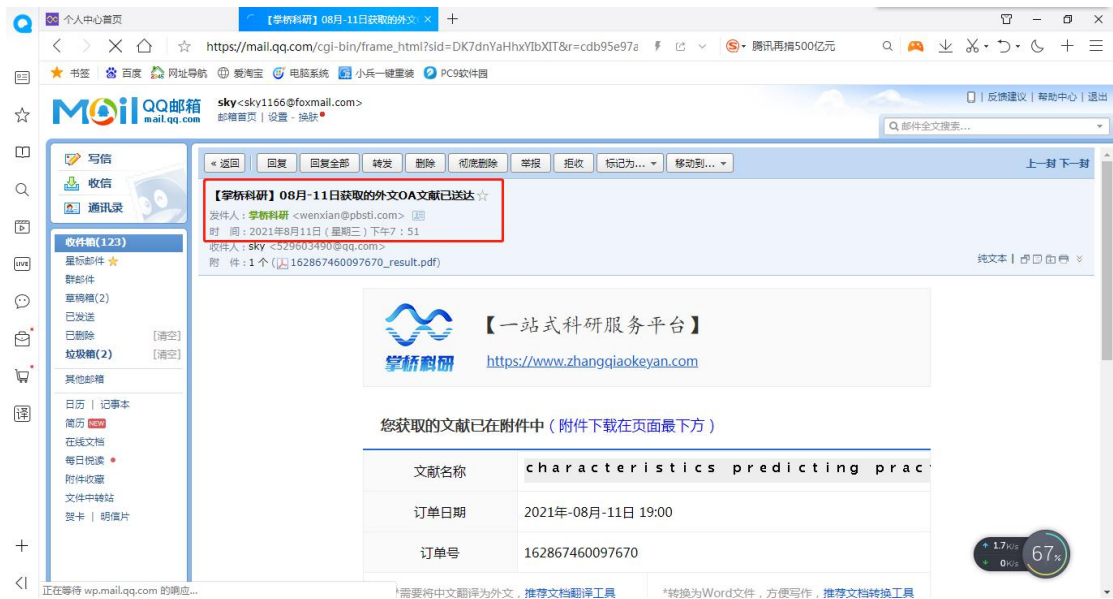 个人中心首页
【掌桥科研】08月-11日获取的外文
https://mail.qq.com/cgi-bin/frame_html?sid=DK7dnYaHhxYIbXIT&r=cdb95e97a
腾讯再捐500亿元
书签 百度 网址导航 爱淘宝 电脑系统 小兵一键重装 PC9软件园
MQil QQ邮箱
mail.qq.com
sky<sky1166@foxmail.com>
邮箱首页 | 设置 - 换肤
反馈建议 | 帮助中心 | 退出
邮件全文搜索...
写信
收信
通讯录
收件箱(123)
星标邮件
群邮件
草稿箱(2)
已发送
已删除 [清空]
垃圾箱(2) [清空]
其他邮箱
日历 | 记事本
简历 NEW
在线文档
每日悦读
附件收藏
文件中转站
贺卡 | 明信片
« 返回 回复 回复全部 转发 删除 彻底删除 举报 拒收 标记为... 移动到...
上一封 下一封
【掌桥科研】08月-11日获取的外文OA文献已送达
发件人:掌桥科研 <wenxian@pbsti.com>
时 间:2021年8月11日 (星期三) 下午7:51
收件人:sky <529603490@qq.com>
附 件:1 个 (162867460097670_result.pdf)
纯文本 |
掌桥科研
【一站式科研服务平台】
https://www.zhangqiaokeyan.com
您获取的文献已在附件中 ( 附件下载在页面最下方 )
文献名称 characteristics predicting prac
订单日期 2021年-08月-11日 19:00
订单号 162867460097670
*需要将中文翻译为外文,推荐文档翻译工具
*转换为Word文件,方便写作,推荐文档转换工具
1.7K/s
0K/s
67%
正在等待 wp.mail.qq.com 的响应...
LIVE
译